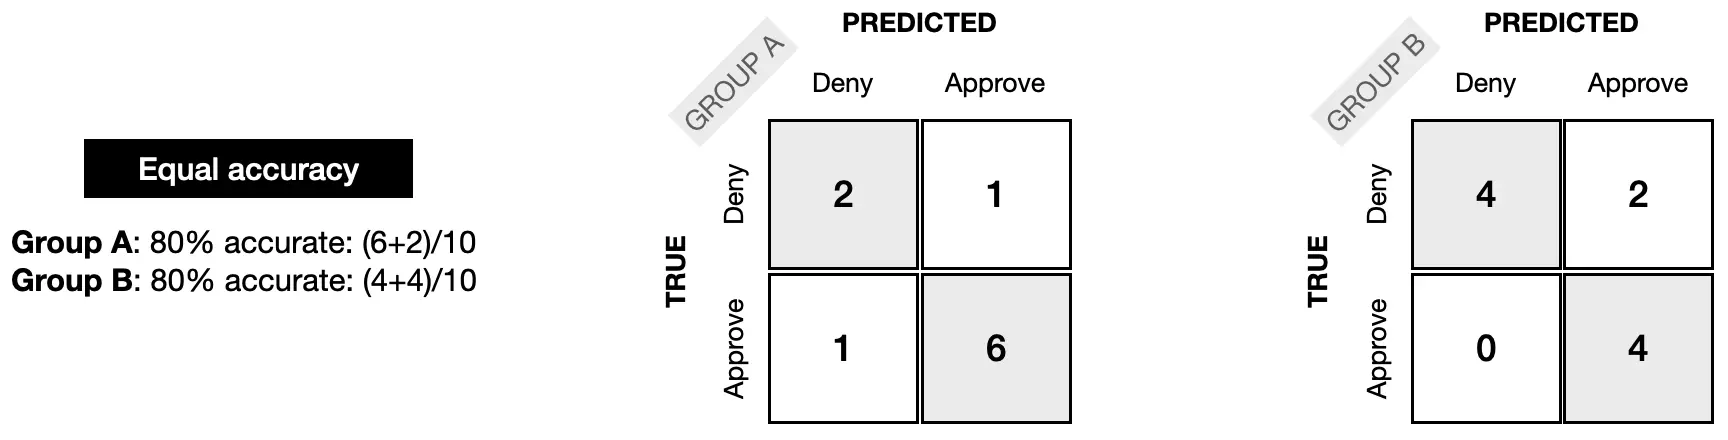 Equal accuracy
Group A: 80% accurate: (6+2)/10
Group B: 80% accurate: (4+4)/10
GROUP A
PREDICTED
Deny Approve
TRUE
Deny
2 1
Approve
1 6
GROUP B
PREDICTED
Deny Approve
TRUE
Deny
4 2
Approve
0 4